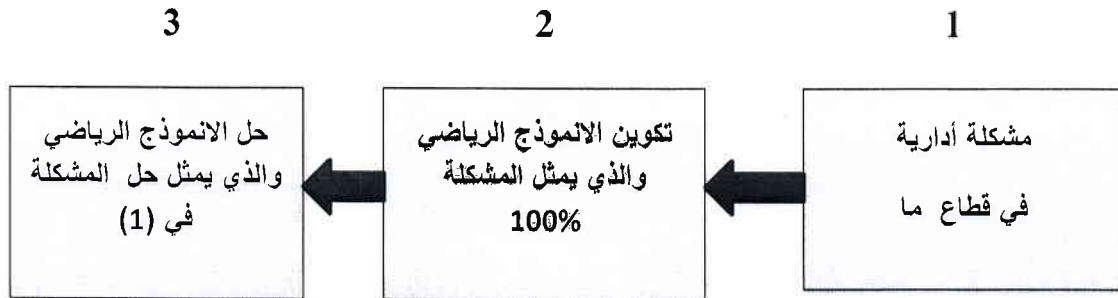 1
2
3
مشكلة أدارية
في قطاع ما
تكوين الانموذج الرياضي
والذي يمثل المشكلة
100%
حل الانموذج الرياضي
والذي يمثل حل المشكلة
في (1)